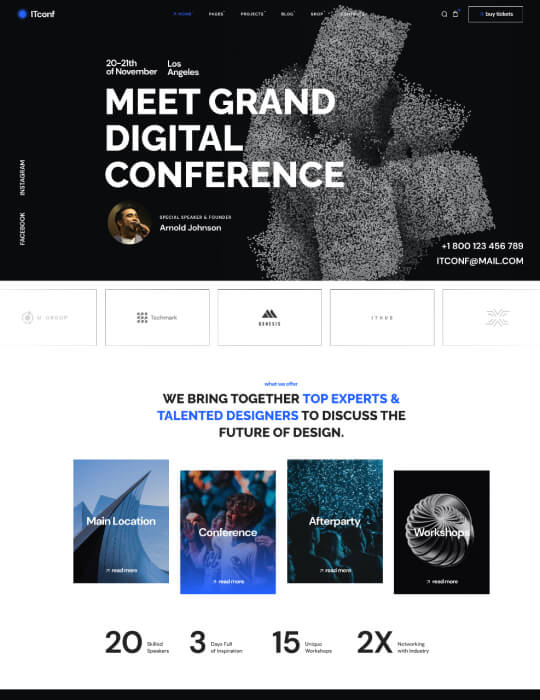 ITconf
HOME
PAGES
PROJECTS
BLOG
SHOP
CONTACTS
buy tickets
20-21th
of November
Los
Angeles
MEET GRAND
DIGITAL
CONFERENCE
INSTAGRAM
FACEBOOK
SPECIAL SPEAKER & FOUNDER
Arnold Johnson
+1 800 123 456 789
ITCONF@MAIL.COM
U GROUP
Techmark
GENESIS
ITHUB
what we offer
WE BRING TOGETHER TOP EXPERTS &
TALENTED DESIGNERS TO DISCUSS THE
FUTURE OF DESIGN.
Main Location
read more
Conference
read more
Afterparty
read more
Workshops
read more
20 Skilled
Speakers
3 Days Full
of Inspiration
15 Unique
Workshops
2X Networking
with Industry